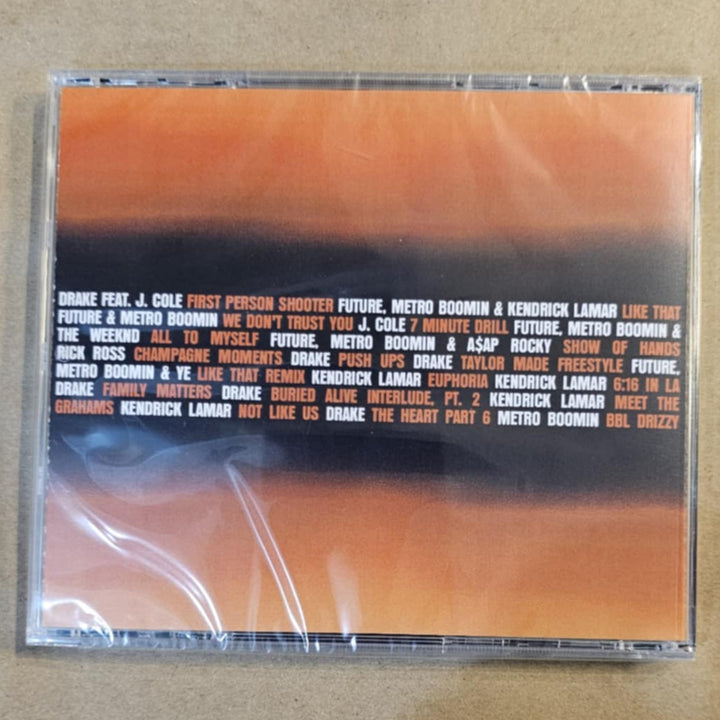 DRAKE FEAT. J. COLE FIRST PERSON SHOOTER FUTURE, METRO BOOMIN & KENDRICK LAMAR LIKE THAT
FUTURE & METRO BOOMIN WE DON'T TRUST YOU J. COLE 7 MINUTE DRILL FUTURE, METRO BOOMIN &
THE WEEKND ALL TO MYSELF FUTURE, METRO BOOMIN & A$AP ROCKY SHOW OF HANDS
RICK ROSS CHAMPAGNE MOMENTS DRAKE PUSH UPS DRAKE TAYLOR MADE FREESTYLE FUTURE,
METRO BOOMIN & YE LIKE THAT REMIX KENDRICK LAMAR EUPHORIA KENDRICK LAMAR 6:16 IN LA
DRAKE FAMILY MATTERS DRAKE BURIED ALIVE INTERLUDE, PT. 2 KENDRICK LAMAR MEET THE
GRAHAMS KENDRICK LAMAR NOT LIKE US DRAKE THE HEART PART 6 METRO BOOMIN BBL DRIZZY